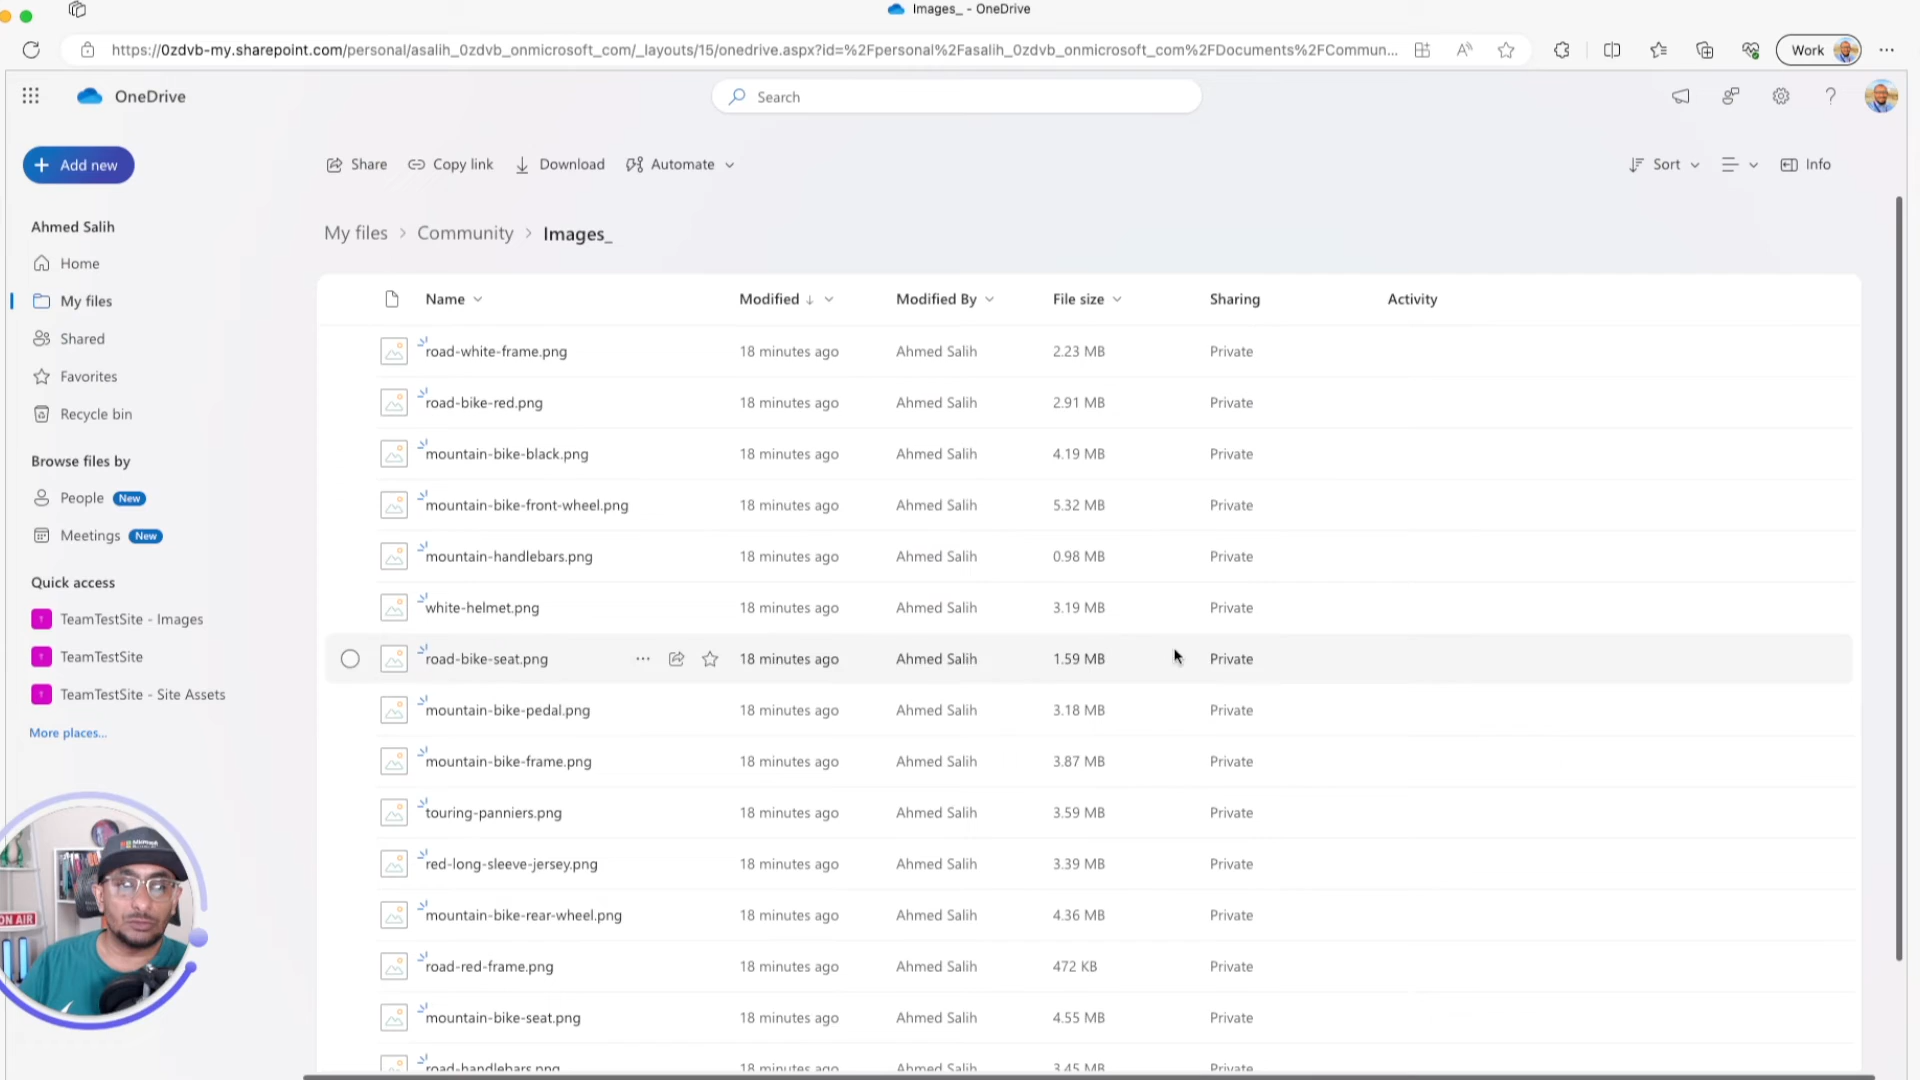 Images_ - OneDrive
https://0zdvb-my.sharepoint.com/personal/asalih_0zdvb_onmicrosoft_com/_layouts/15/onedrive.aspx?id=%2Fpersonal%2Fasalih_0zdvb_onmicrosoft_com%2FDocuments%2FCommun...
Work
OneDrive
Search
Add new
Share
Copy link
Download
Automate
Sort
Info
Ahmed Salih
Home
My files
Shared
Favorites
Recycle bin
Browse files by
People New
Meetings New
Quick access
TeamTestSite - Images
TeamTestSite
TeamTestSite - Site Assets
More places...
ON AIR
My files > Community > Images_
Name Modified Modified By File size Sharing Activity
road-white-frame.png 18 minutes ago Ahmed Salih 2.23 MB Private
road-bike-red.png 18 minutes ago Ahmed Salih 2.91 MB Private
mountain-bike-black.png 18 minutes ago Ahmed Salih 4.19 MB Private
mountain-bike-front-wheel.png 18 minutes ago Ahmed Salih 5.32 MB Private
mountain-handlebars.png 18 minutes ago Ahmed Salih 0.98 MB Private
white-helmet.png 18 minutes ago Ahmed Salih 3.19 MB Private
road-bike-seat.png 18 minutes ago Ahmed Salih 1.59 MB Private
mountain-bike-pedal.png 18 minutes ago Ahmed Salih 3.18 MB Private
mountain-bike-frame.png 18 minutes ago Ahmed Salih 3.87 MB Private
touring-panniers.png 18 minutes ago Ahmed Salih 3.59 MB Private
red-long-sleeve-jersey.png 18 minutes ago Ahmed Salih 3.39 MB Private
mountain-bike-rear-wheel.png 18 minutes ago Ahmed Salih 4.36 MB Private
road-red-frame.png 18 minutes ago Ahmed Salih 472 KB Private
mountain-bike-seat.png 18 minutes ago Ahmed Salih 4.55 MB Private
road-handlebars.png 18 minutes ago Ahmed Salih 3.45 MB Private